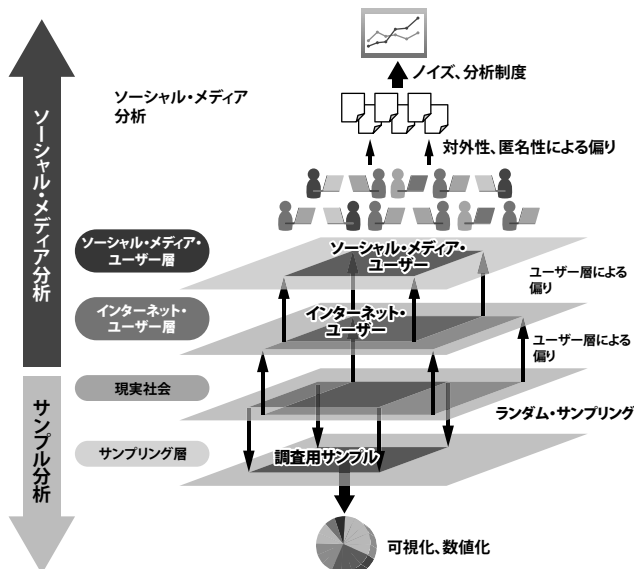 ノイズ、分析制度
ソーシャル・メディア
分析
対外性、匿名性による偏り
ソーシャル・メディア分析
ソーシャル・メディア・
ユーザー層
ソーシャル・メディア・
ユーザー
ユーザー層による
偏り
インターネット・
ユーザー層
インターネット・
ユーザー
ユーザー層による
偏り
現実社会
ランダム・サンプリング
サンプル分析
サンプリング層
調査用サンプル
可視化、数値化